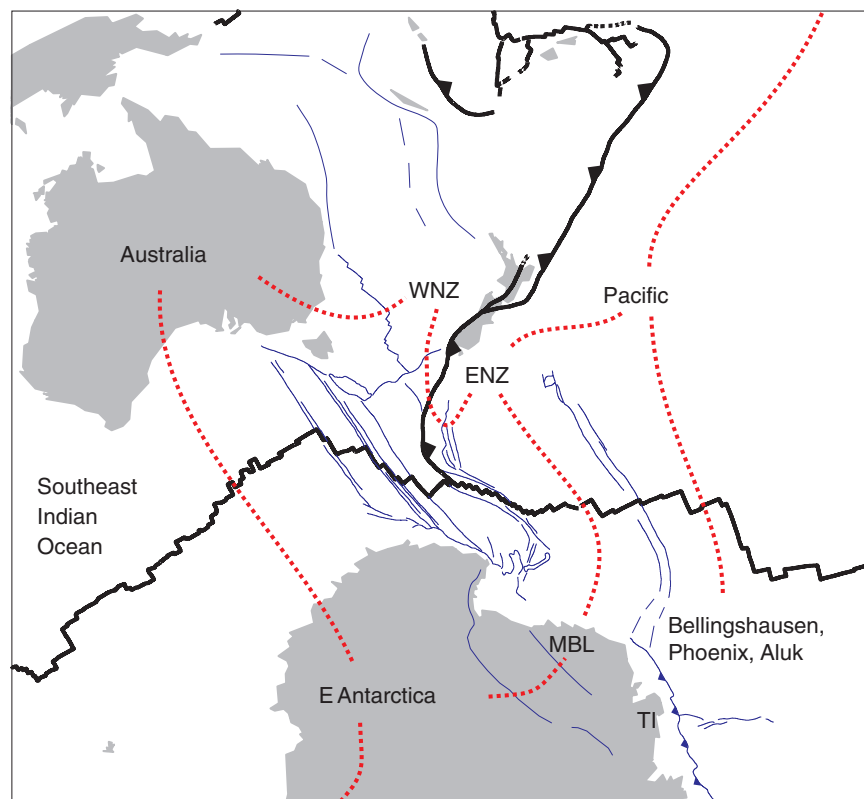 Australia
WNZ
Pacific
ENZ
Southeast
Indian
Ocean
Bellingshausen,
Phoenix, Aluk
MBL
E Antarctica
TI